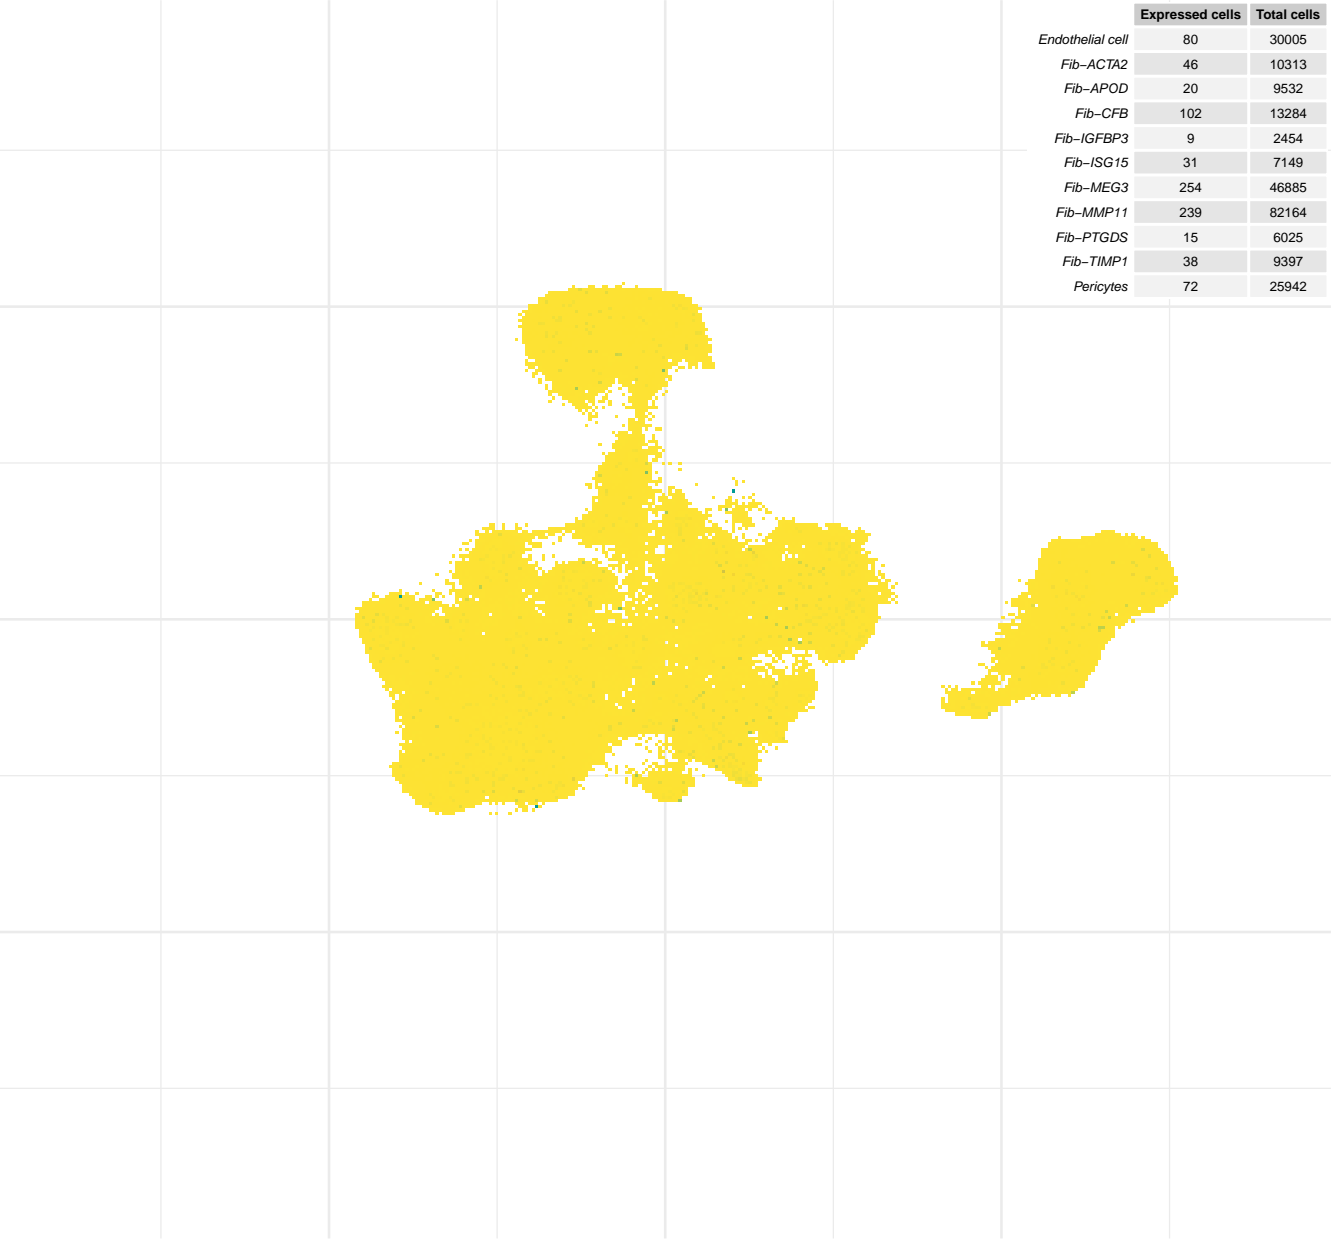 Expressed cells Total cells
Endothelial cell 80 30005
Fib−ACTA2 46 10313
Fib−APOD 20 9532
Fib−CFB 102 13284
Fib−IGFBP3 9 2454
Fib−ISG15 31 7149
Fib−MEG3 254 46885
Fib−MMP11 239 82164
Fib−PTGDS 15 6025
Fib−TIMP1 38 9397
Pericytes 72 25942